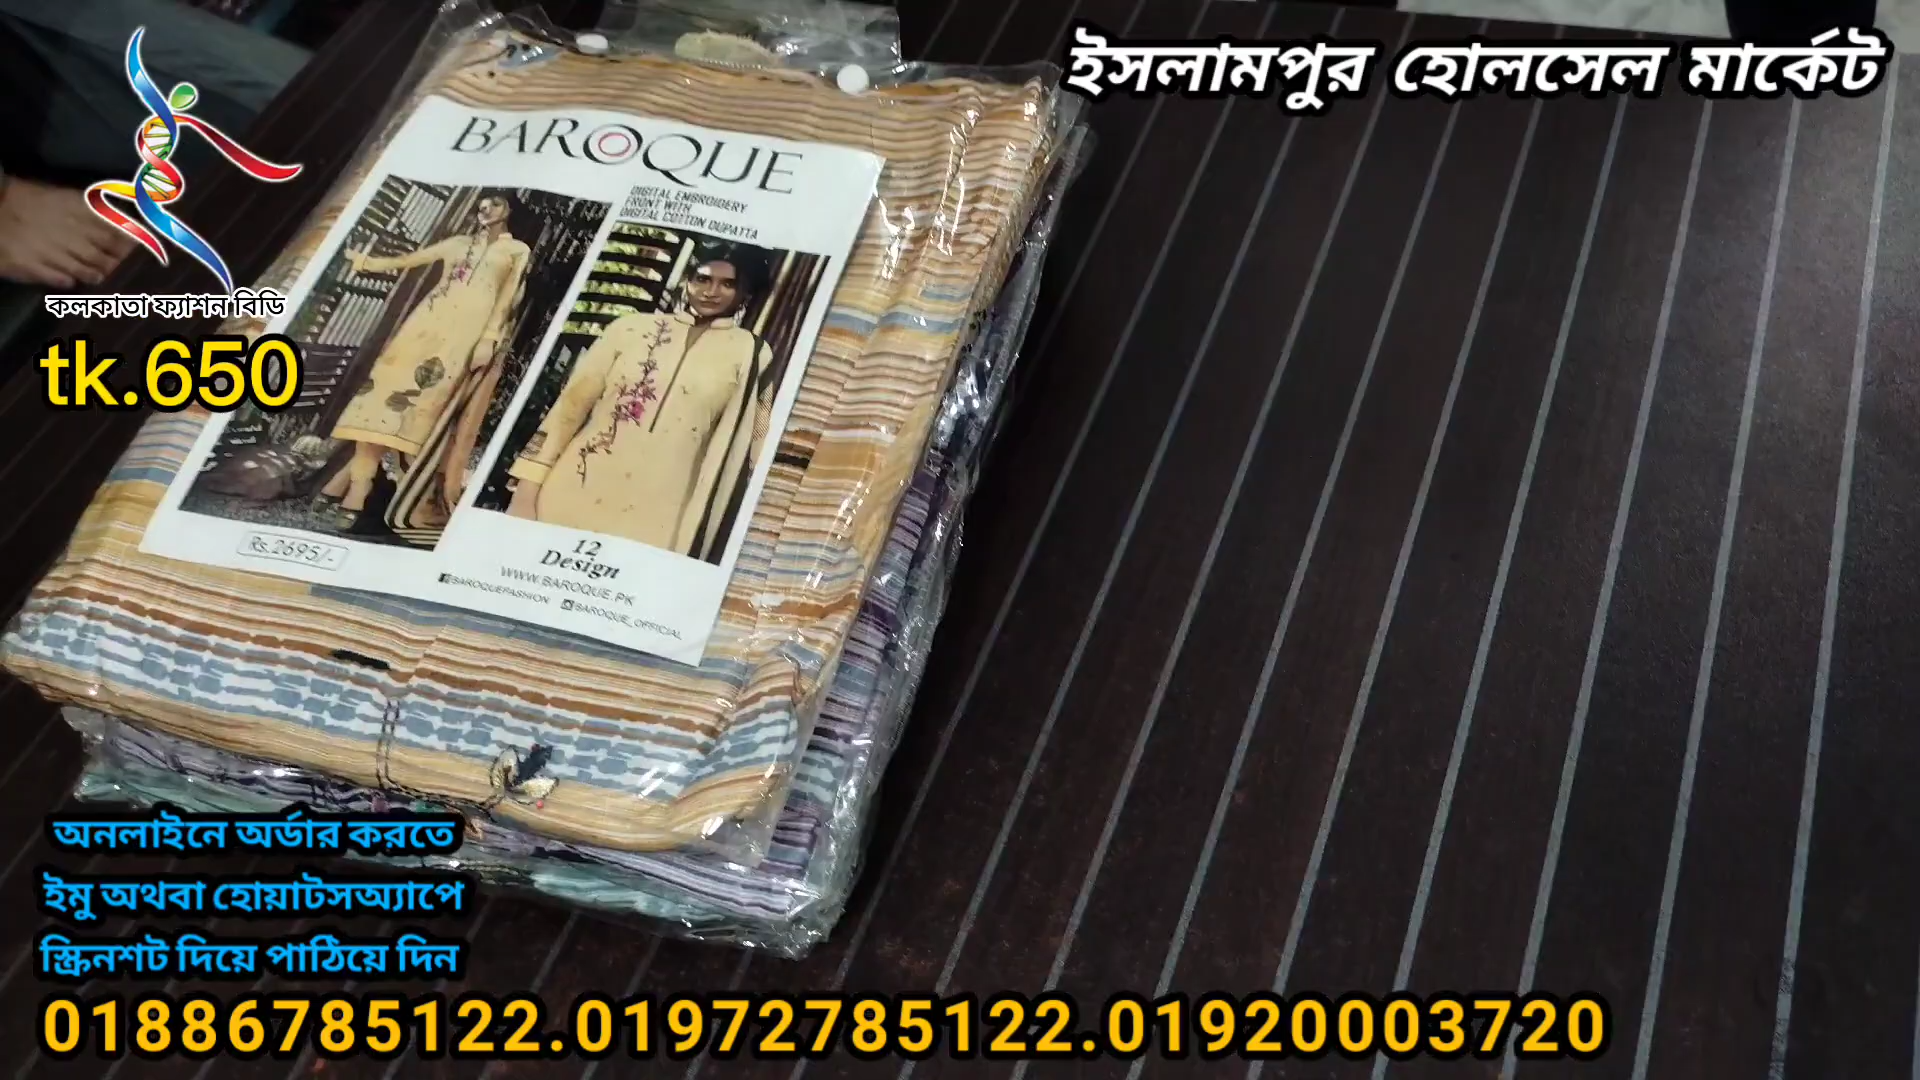 ইসলামপুর হোলসেল মার্কেট
BAROQUE
DIGITAL EMBROIDERY
FRONT WITH
DIGITAL COTTON DUPATTA
কলকাতা ফ্যাশন বিডি
tk.650
Rs.2695/-
12
Design
WWW.BAROQUE.PK
BAROQUEFASHION BAROQUE_OFFICIAL
অনলাইনে অর্ডার করতে
ইমু অথবা হোয়াটসঅ্যাপে
স্ক্রিনশট দিয়ে পাঠিয়ে দিন
01886785122.01972785122.01920003720